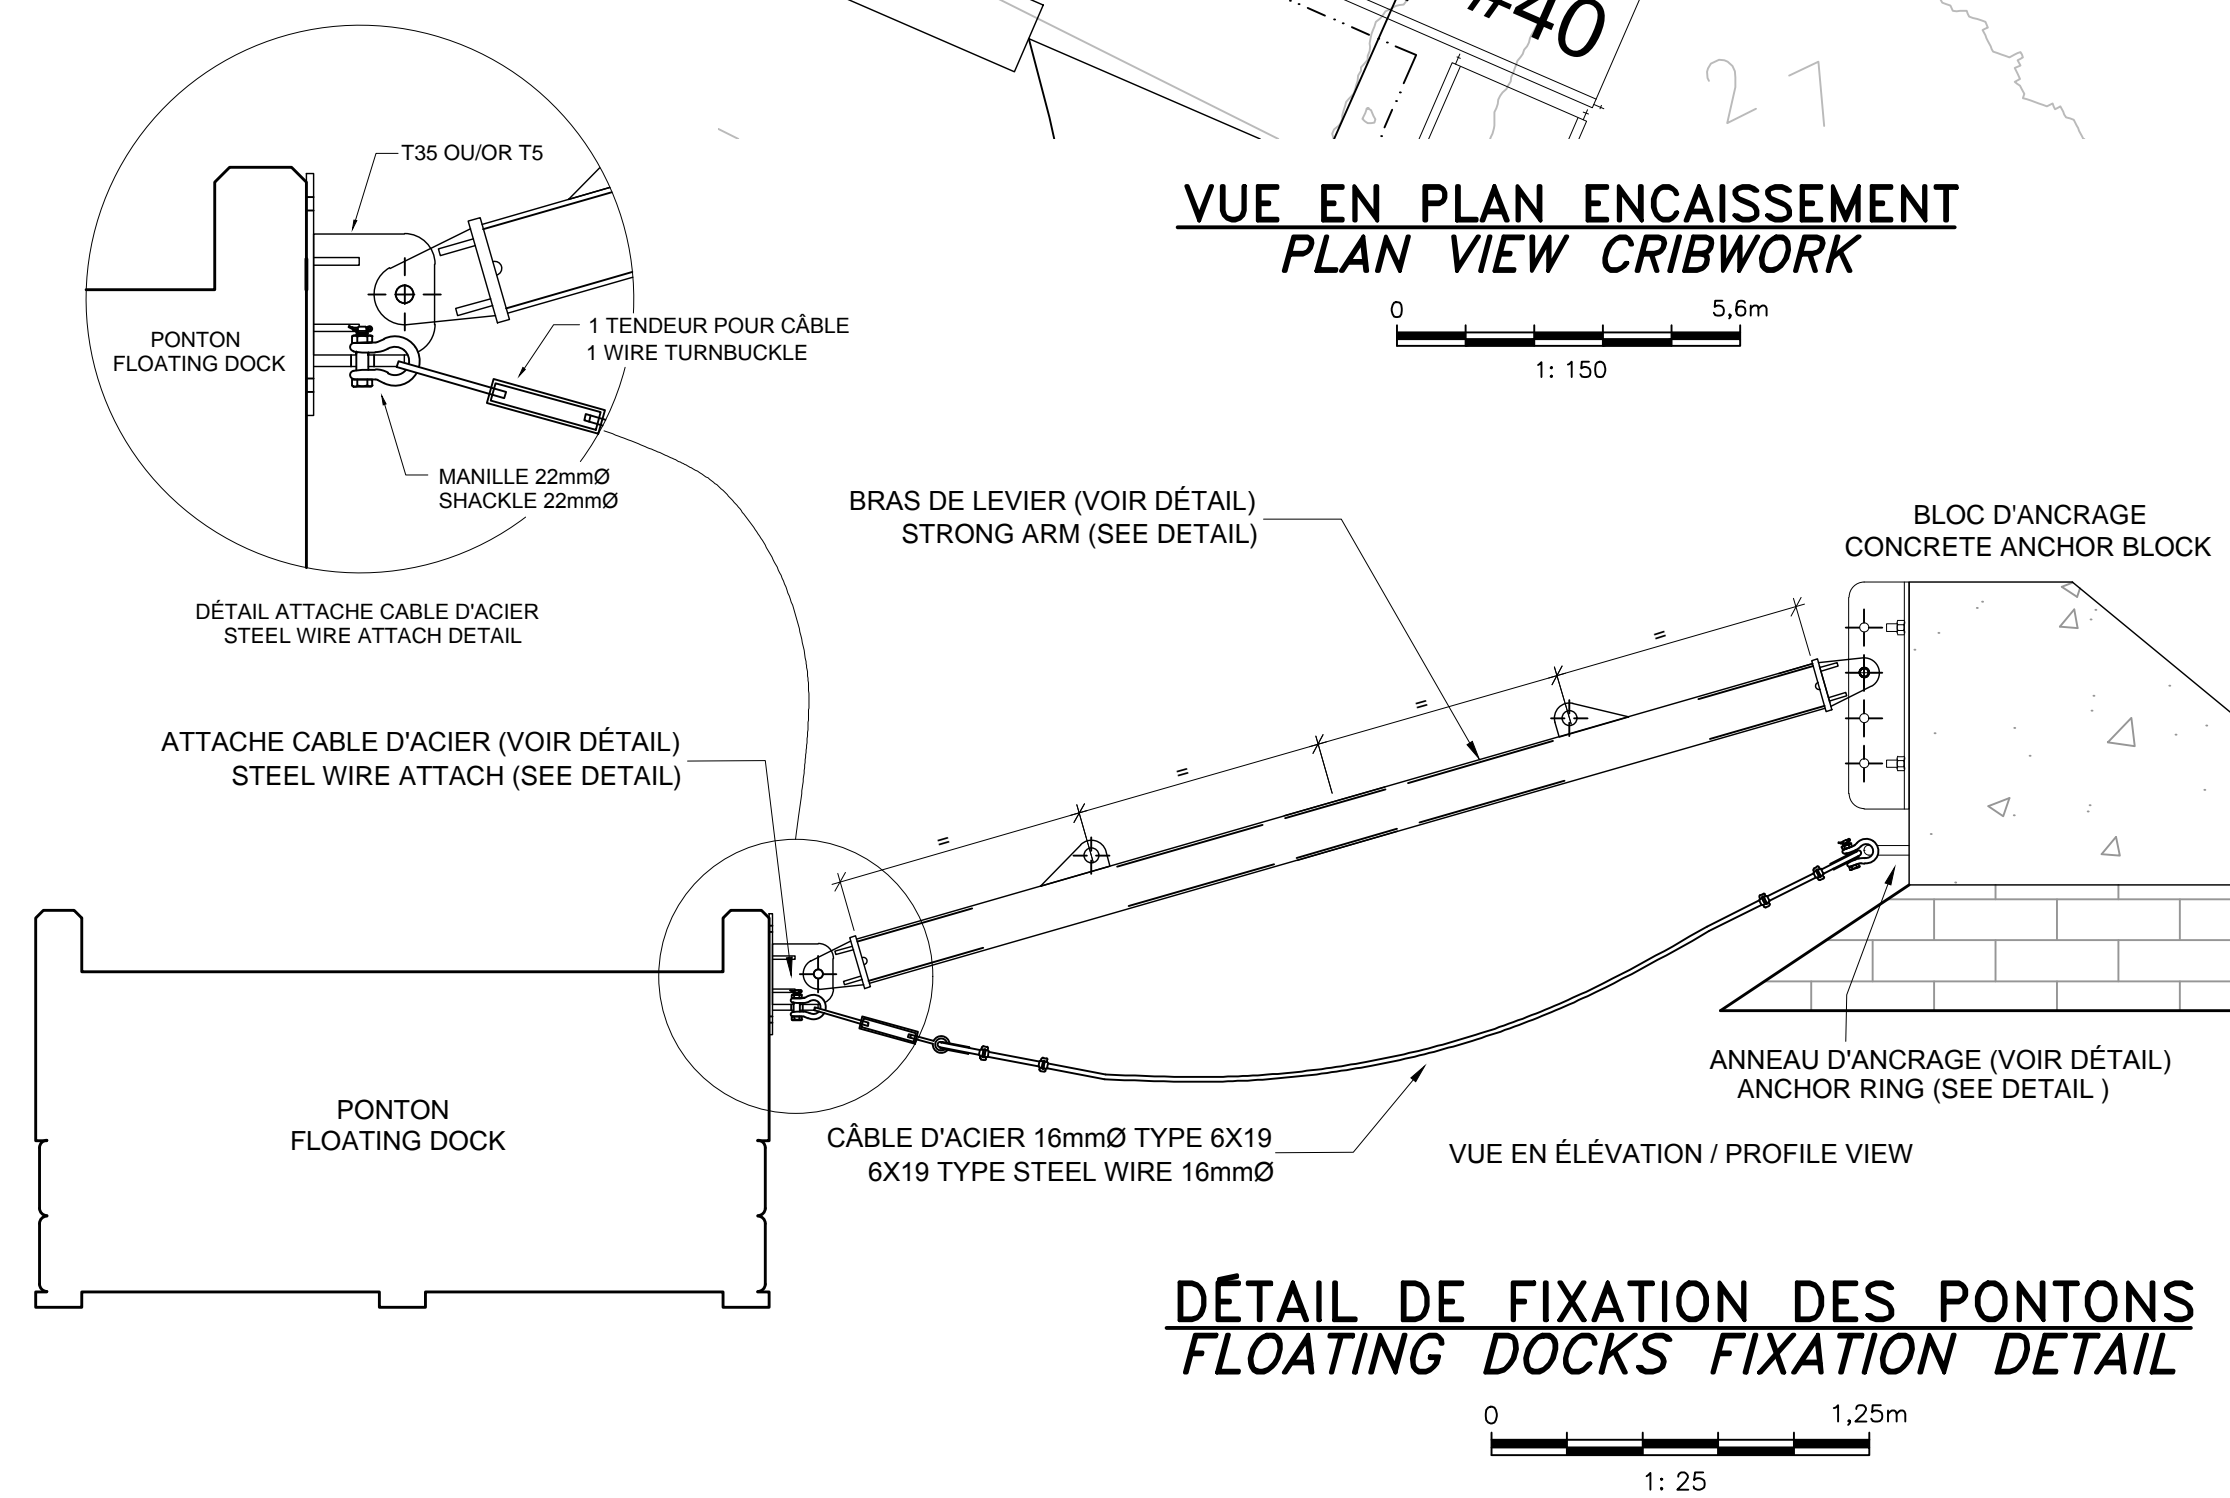 #40
27
T35 OU/OR T5
VUE EN PLAN ENCAISSEMENT
PLAN VIEW CRIBWORK
0 5,6m
1: 150
PONTON
FLOATING DOCK
1 TENDEUR POUR CÂBLE
1 WIRE TURNBUCKLE
MANILLE 22mmØ
SHACKLE 22mmØ
DÉTAIL ATTACHE CABLE D'ACIER
STEEL WIRE ATTACH DETAIL
BRAS DE LEVIER (VOIR DÉTAIL)
STRONG ARM (SEE DETAIL)
BLOC D'ANCRAGE
CONCRETE ANCHOR BLOCK
=
=
=
=
ATTACHE CABLE D'ACIER (VOIR DÉTAIL)
STEEL WIRE ATTACH (SEE DETAIL)
PONTON
FLOATING DOCK
CÂBLE D'ACIER 16mmØ TYPE 6X19
6X19 TYPE STEEL WIRE 16mmØ
ANNEAU D'ANCRAGE (VOIR DÉTAIL)
ANCHOR RING (SEE DETAIL )
VUE EN ÉLÉVATION / PROFILE VIEW
DÉTAIL DE FIXATION DES PONTONS
FLOATING DOCKS FIXATION DETAIL
0 1,25m
1: 25